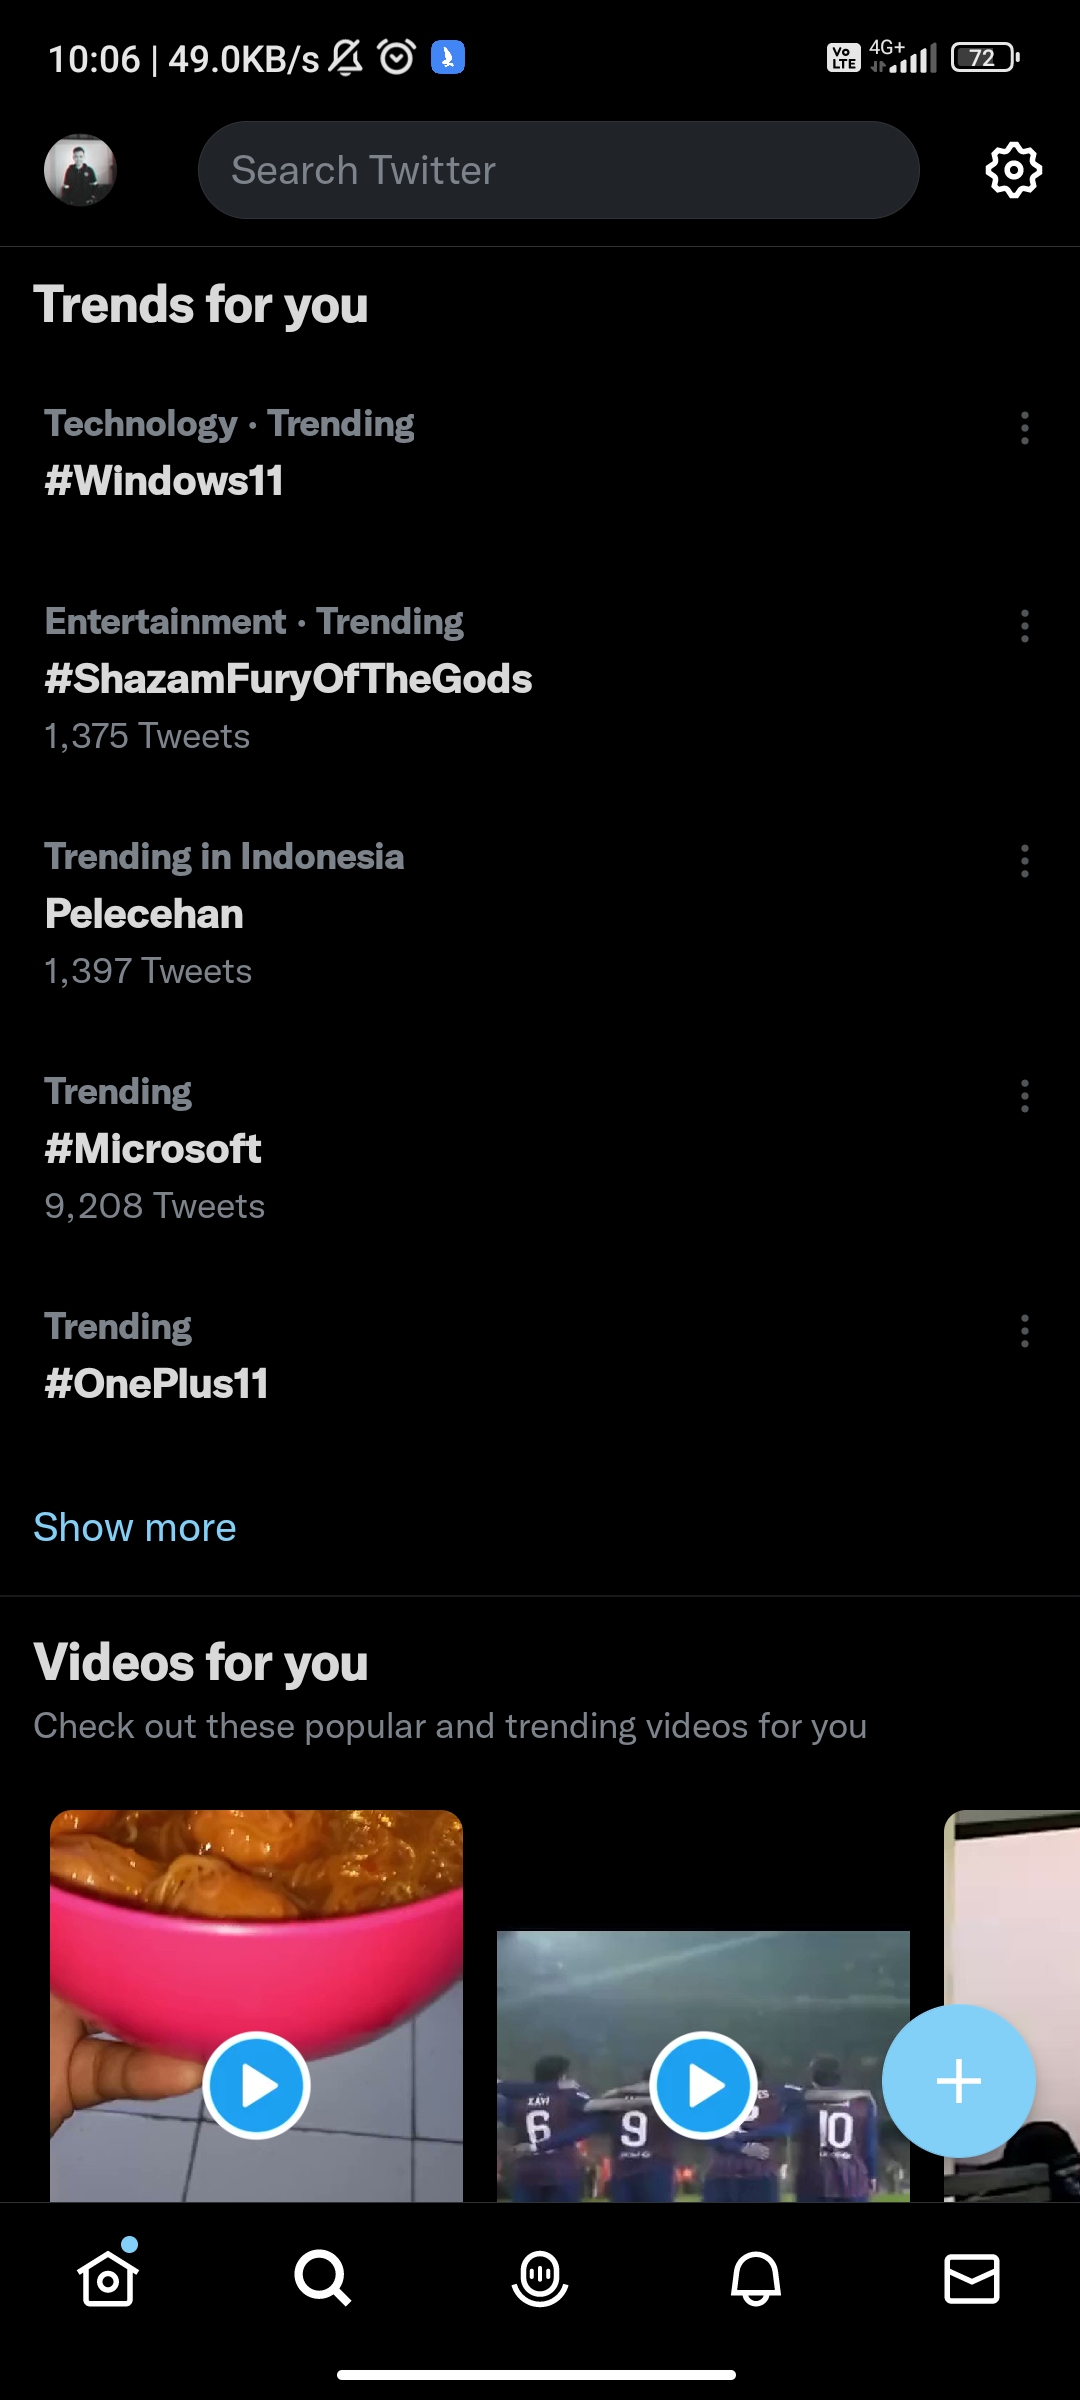 10:06 | 49.0KB/s
Vo LTE 4G+ 72
Search Twitter
Trends for you
Technology · Trending
#Windows11
Entertainment · Trending
#ShazamFuryOfTheGods
1,375 Tweets
Trending in Indonesia
Pelecehan
1,397 Tweets
Trending
#Microsoft
9,208 Tweets
Trending
#OnePlus11
Show more
Videos for you
Check out these popular and trending videos for you
XAVI
6 9 10